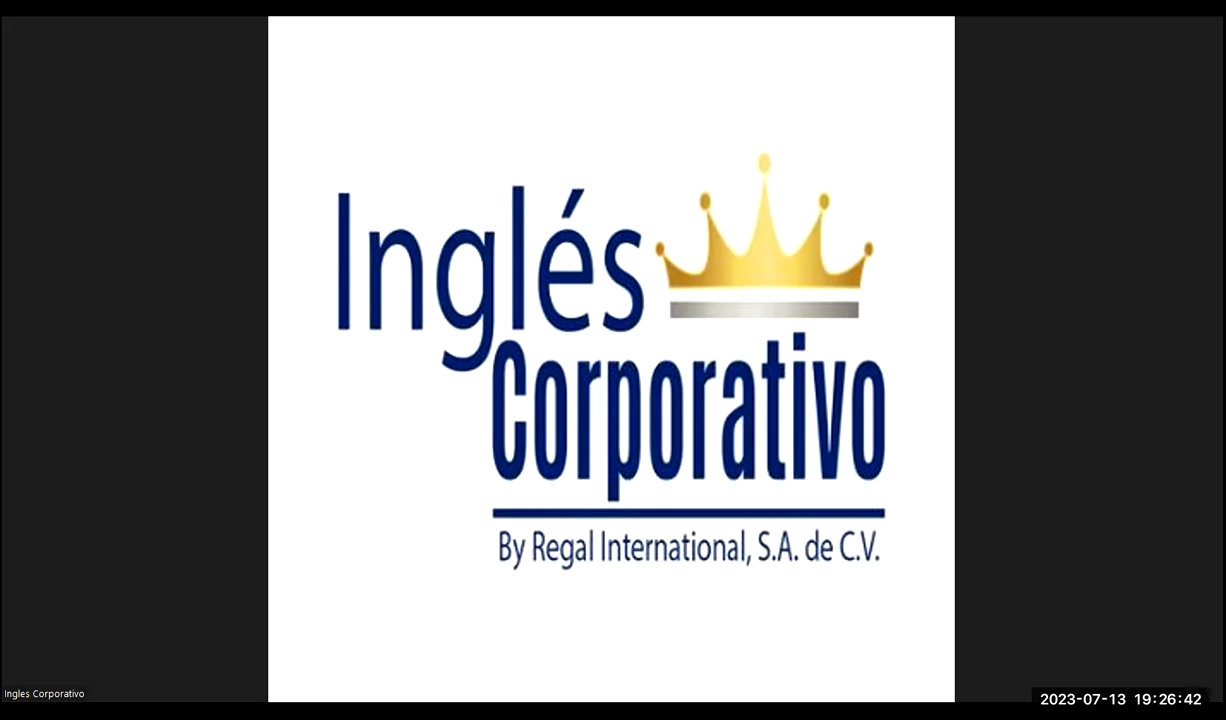 Inglés
Corporativo
By Regal International, S.A. de C.V.
Ingles Corporativo
2023-07-13 19:26:42